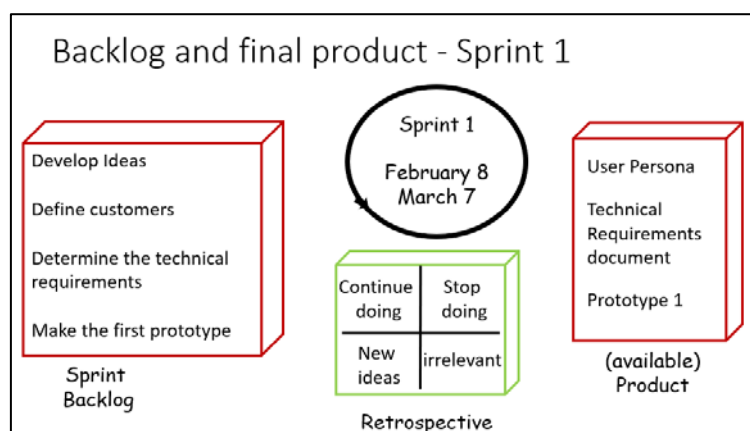 Backlog and final product - Sprint 1
Develop Ideas
Define customers
Determine the technical
requirements
Make the first prototype
Sprint
Backlog
Sprint 1
February 8
March 7
Continue
doing
Stop
doing
New
ideas
irrelevant
Retrospective
User Persona
Technical
Requirements
document
Prototype 1
(available)
Product